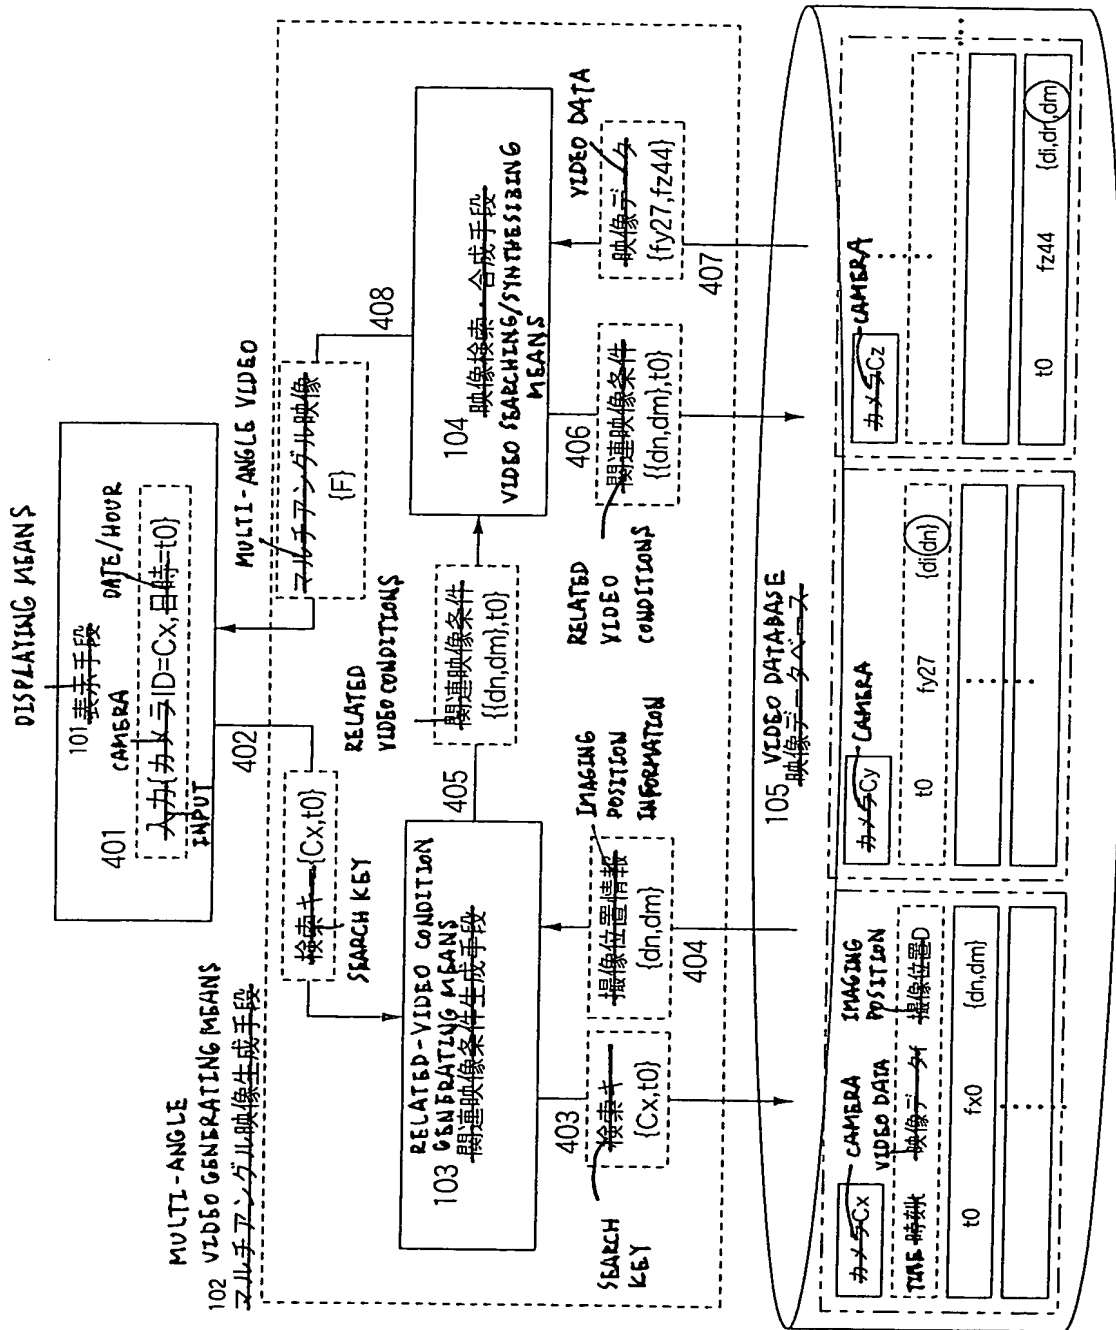 DISPLAYING MEANS
101 表示手段
CAMERA
DATE/HOUR
401
入力{カメラID=Cx,日時=t0}
INPUT
402
検索キー{Cx,t0}
SEARCH KEY
MULTI-ANGLE VIDEO
マルチアングル映像
{F}
408
MULTI-ANGLE
102 VIDEO GENERATING MEANS
マルチアングル映像生成手段
RELATED-VIDEO CONDITION
GENERATING MEANS
103 関連映像条件生成手段
405
RELATED
VIDEO CONDITIONS
関連映像条件
{{dn,dm},t0}
104
映像検索・合成手段
VIDEO SEARCHING/SYNTHESIBING
MEANS
SEARCH
KEY
403
検索キー
{Cx,t0}
IMAGING
POSITION
INFORMATION
撮像位置情報
{dn,dm}
404
RELATED
VIDEO
CONDITIONS
406
関連映像条件
{{dn,dm},t0}
VIDEO DATA
映像データ
{fy27,fz44}
407
105 VIDEO DATABASE
映像データベース
カメラCx
CAMERA
VIDEO DATA
IMAGING
POSITION
TIME 時刻t
映像データf
撮像位置D
t0 fx0 {dn,dm}
......
カメラCy
CAMERA
t0 fy27 {di,dn}
......
カメラCz
CAMERA
......
t0 fz44 {di,dn,dm}
...